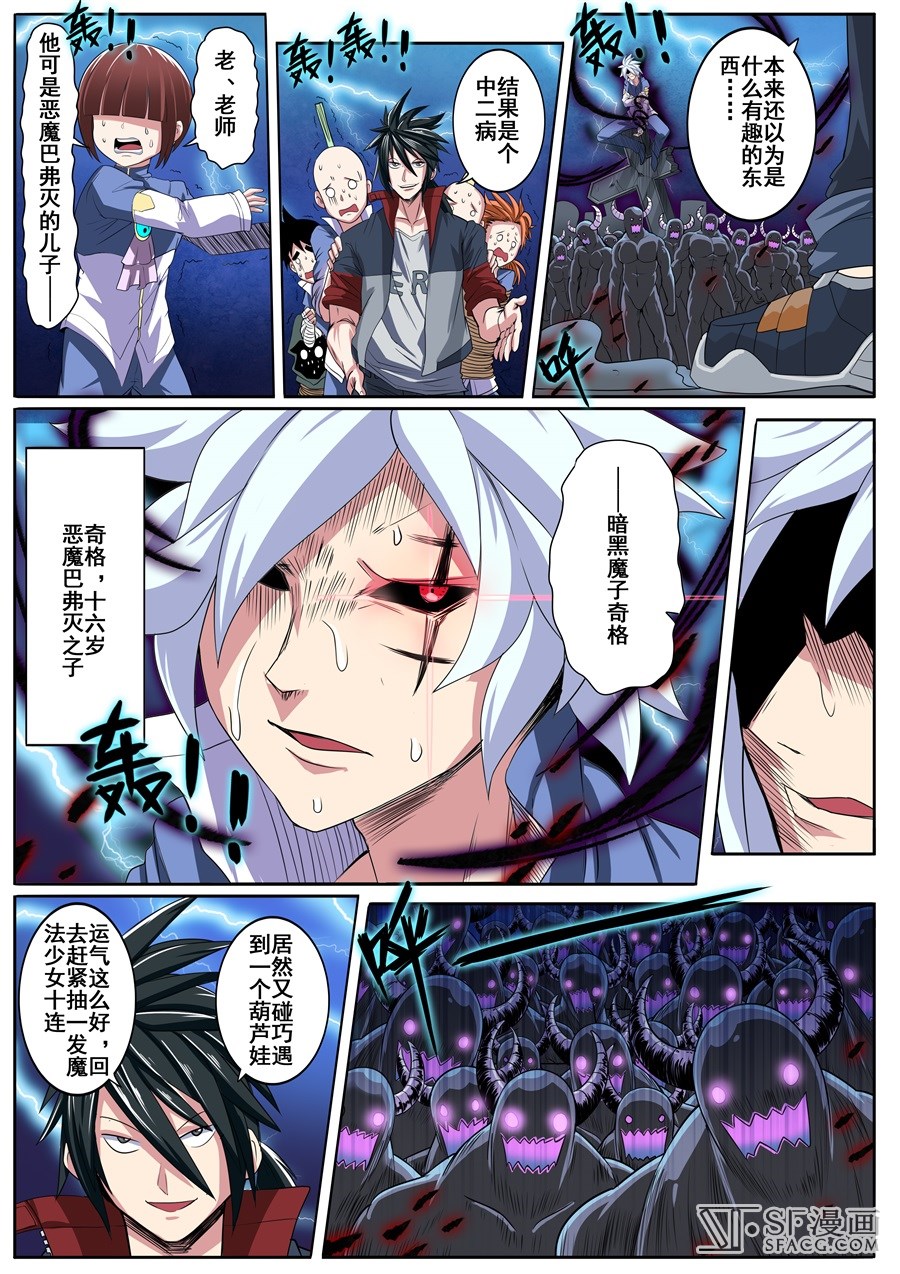 轰!!
本来还以为是
什么有趣的东
西……
呼
轰!轰!!
结果是个
中二病
ER
轰!!
老、老师
他可是恶魔巴弗灭的儿子——
——暗黑魔子奇格
奇格，十六岁
恶魔巴弗灭之子
轰!!
呼
居然又碰巧遇
到一个葫芦娃
运气这么好，回
去赶紧抽一发魔
法少女十连
SF漫画
SFACG.COM